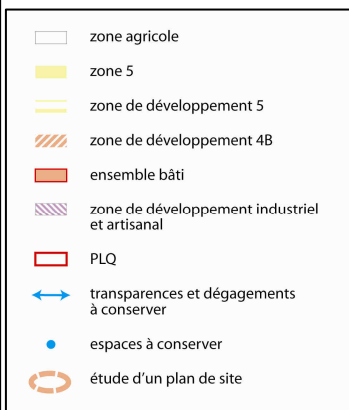 zone agricole
zone 5
zone de développement 5
zone de développement 4B
ensemble bâti
zone de développement industriel
et artisanal
PLQ
transparences et dégagements
à conserver
espaces à conserver
étude d'un plan de site